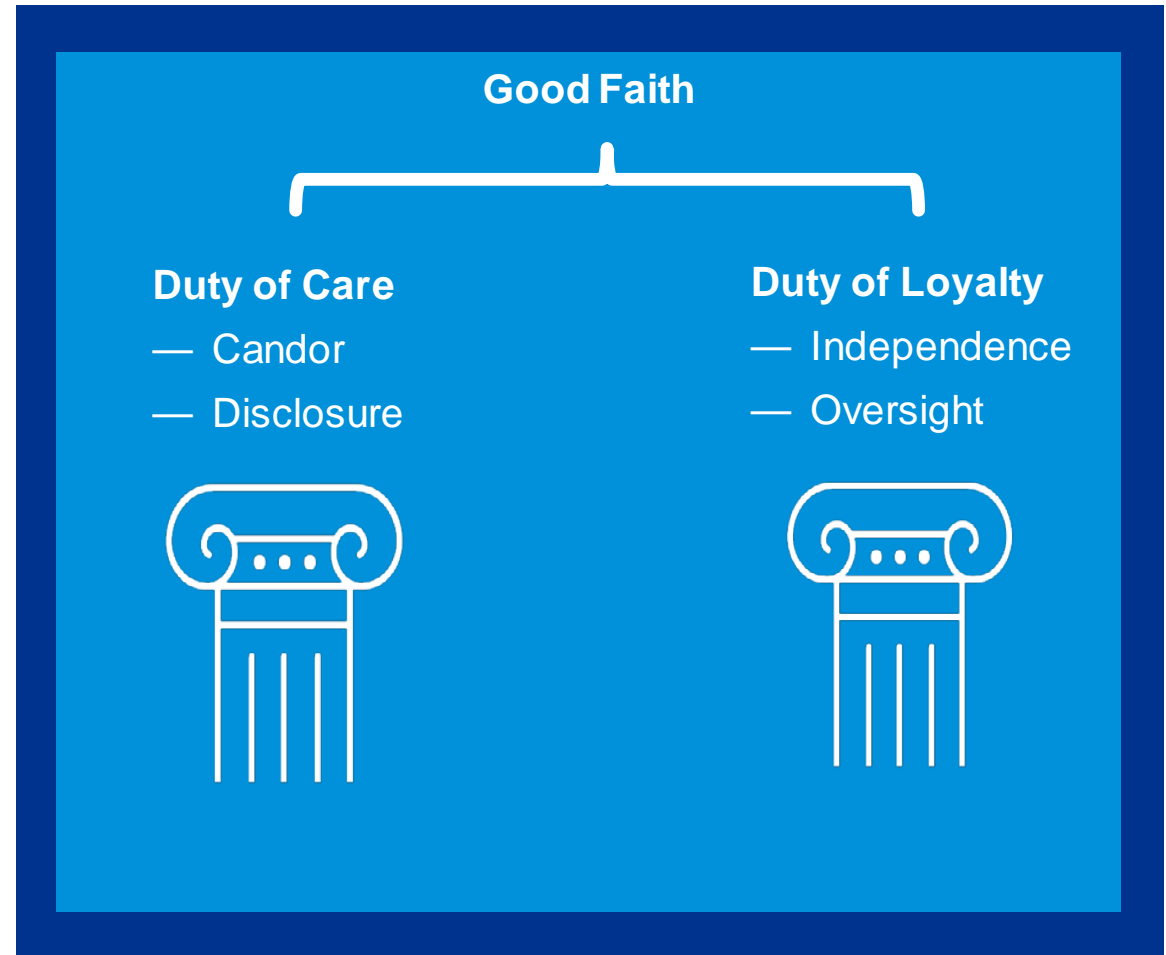 Good Faith
Duty of Care
— Candor
— Disclosure
Duty of Loyalty
— Independence
— Oversight